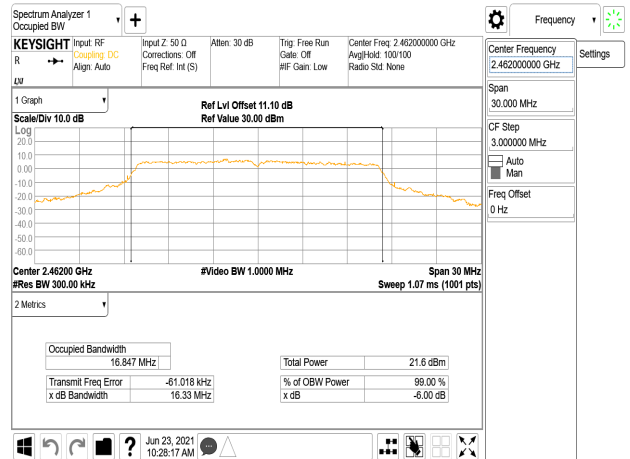 Spectrum Analyzer 1
Occupied BW
Frequency
KEYSIGHT
R
Input: RF
Coupling: DC
Align: Auto
Input Z: 50 Ω
Corrections: Off
Freq Ref: Int (S)
Atten: 30 dB
Trig: Free Run
Gate: Off
#IF Gain: Low
Center Freq: 2.462000000 GHz
Avg|Hold: 100/100
Radio Std: None
Center Frequency
2.462000000 GHz
Settings
Span
30.000 MHz
CF Step
3.000000 MHz
Auto
Man
Freq Offset
0 Hz
1 Graph
Scale/Div 10.0 dB
Ref Lvl Offset 11.10 dB
Ref Value 30.00 dBm
Log
20.0
10.0
0.00
-10.0
-20.0
-30.0
-40.0
-50.0
-60.0
Center 2.46200 GHz
#Video BW 1.0000 MHz
Span 30 MHz
#Res BW 300.00 kHz
Sweep 1.07 ms (1001 pts)
2 Metrics
Occupied Bandwidth
16.847 MHz
Total Power 21.6 dBm
Transmit Freq Error -61.018 kHz
% of OBW Power 99.00 %
x dB Bandwidth 16.33 MHz
x dB -6.00 dB
?
Jun 23, 2021
10:28:17 AM